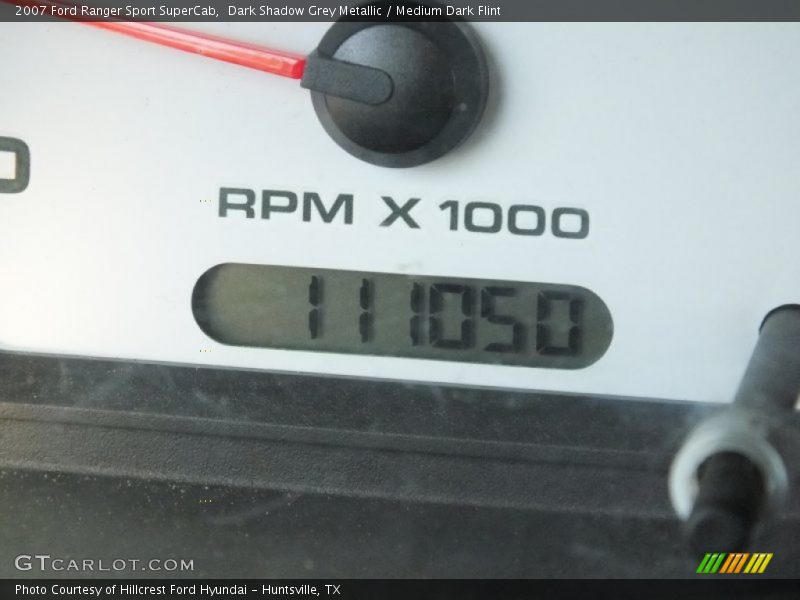 2007 Ford Ranger Sport SuperCab,  Dark Shadow Grey Metallic / Medium Dark Flint
0
RPM X 1000
111050
GTCARLOT.COM
Photo Courtesy of Hillcrest Ford Hyundai – Huntsville, TX